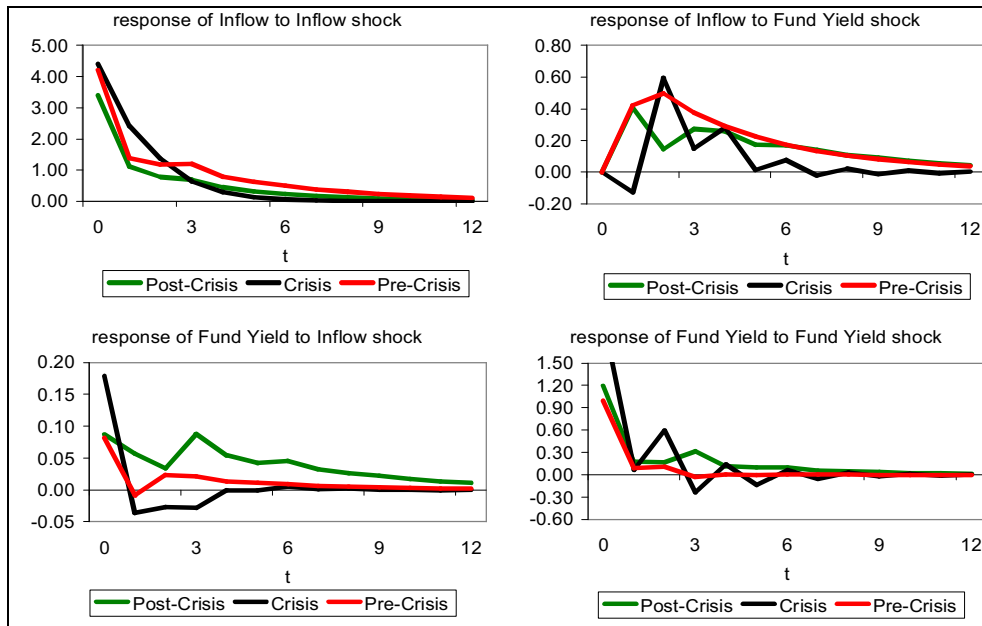 response of Inflow to Inflow shock
5.00
4.00
3.00
2.00
1.00
0.00
0 3 6 9 12
t
Post-Crisis Crisis Pre-Crisis
response of Inflow to Fund Yield shock
0.80
0.60
0.40
0.20
0.00
-0.20
0 3 6 9 12
t
Post-Crisis Crisis Pre-Crisis
response of Fund Yield to Inflow shock
0.20
0.15
0.10
0.05
0.00
-0.05
0 3 6 9 12
t
Post-Crisis Crisis Pre-Crisis
response of Fund Yield to Fund Yield shock
1.50
1.20
0.90
0.60
0.30
0.00
-0.30
-0.60
0 3 6 9 12
t
Post-Crisis Crisis Pre-Crisis